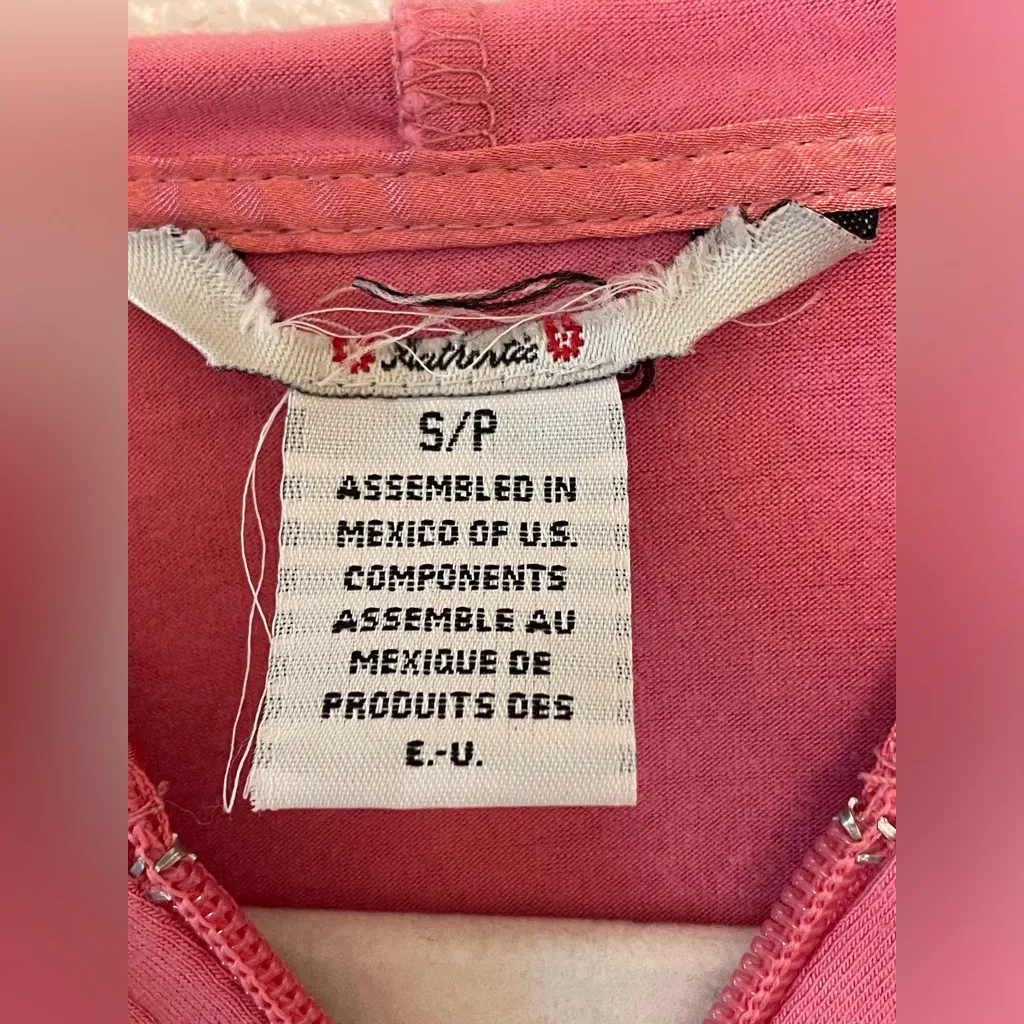 Authentic
S/P
ASSEMBLED IN
MEXICO OF U.S.
COMPONENTS
ASSEMBLE AU
MEXIQUE DE
PRODUITS DES
E.-U.